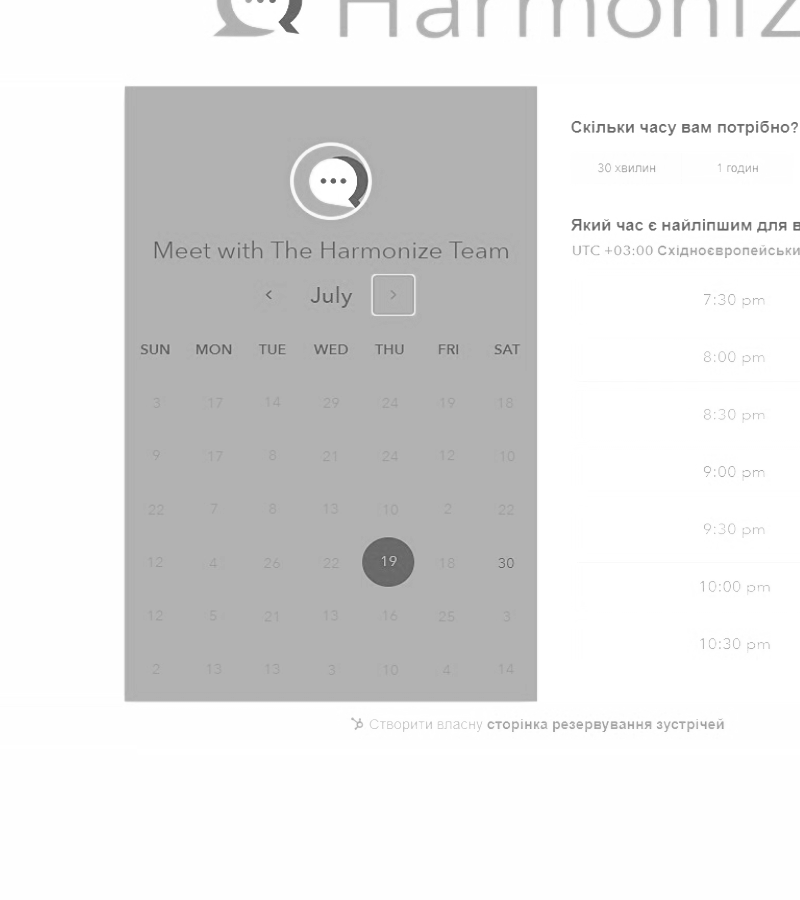 Harmoniz
Meet with The Harmonize Team
< July >
SUN MON TUE WED THU FRI SAT
3 17 14 29 24 19 18
9 17 8 21 24 12 10
22 7 8 13 10 2 22
12 4 26 22 19 18 30
12 5 21 13 16 25 3
2 13 13 3 10 4 14
Скільки часу вам потрібно?
30 хвилин 1 годин
Який час є найліпшим для в
UTC +03:00 Східноєвропейськи
7:30 pm
8:00 pm
8:30 pm
9:00 pm
9:30 pm
10:00 pm
10:30 pm
Створити власну сторінка резервування зустрічей